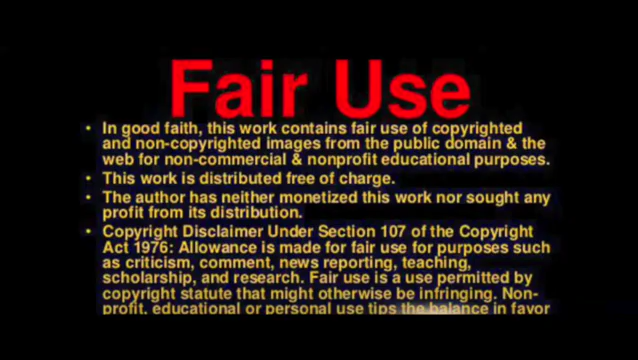 Fair Use
• In good faith, this work contains fair use of copyrighted
and non-copyrighted images from the public domain & the
web for non-commercial & nonprofit educational purposes.
• This work is distributed free of charge.
• The author has neither monetized this work nor sought any
profit from its distribution.
• Copyright Disclaimer Under Section 107 of the Copyright
Act 1976: Allowance is made for fair use for purposes such
as criticism, comment, news reporting, teaching,
scholarship, and research. Fair use is a use permitted by
copyright statute that might otherwise be infringing. Non-
profit, educational or personal use tips the balance in favor